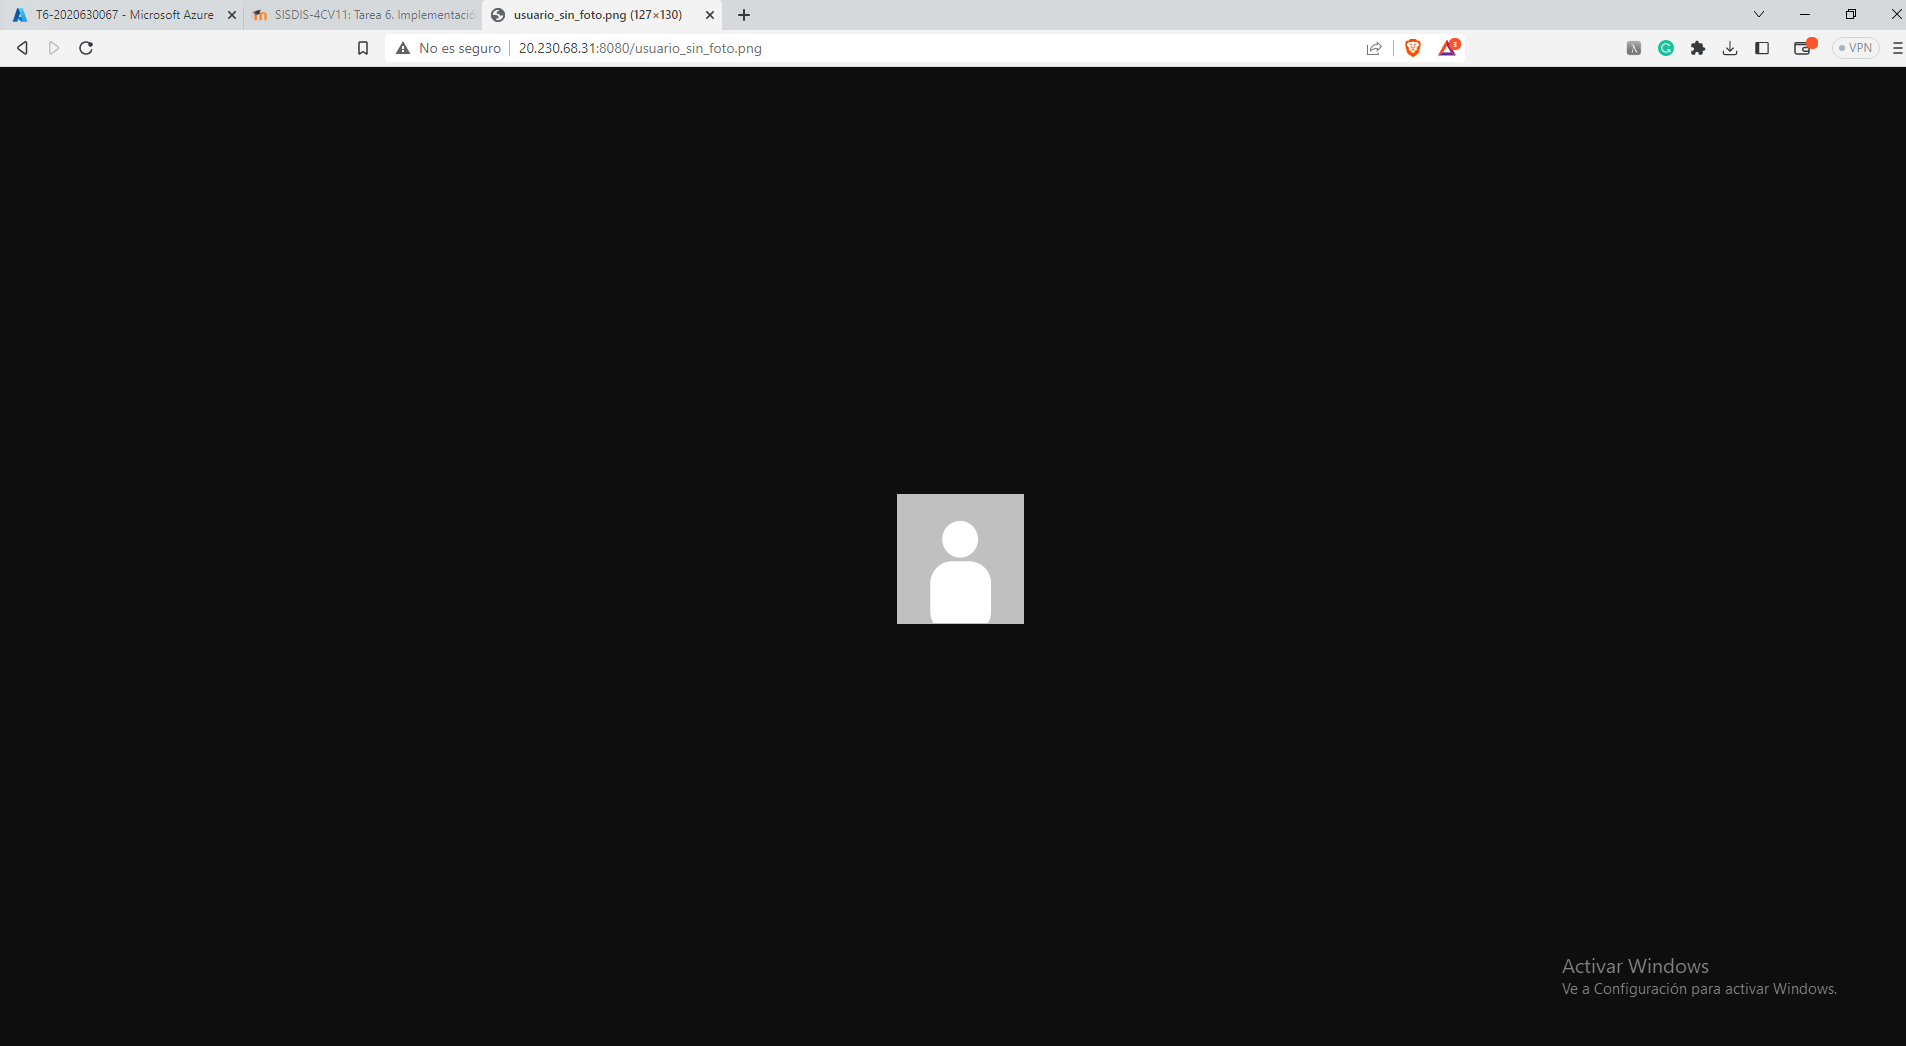 T6-2020630067 - Microsoft Azure
SISDIS-4CV11: Tarea 6. Implementació
usuario_sin_foto.png (127×130)
No es seguro
20.230.68.31:8080/usuario_sin_foto.png
3
VPN
Activar Windows
Ve a Configuración para activar Windows.